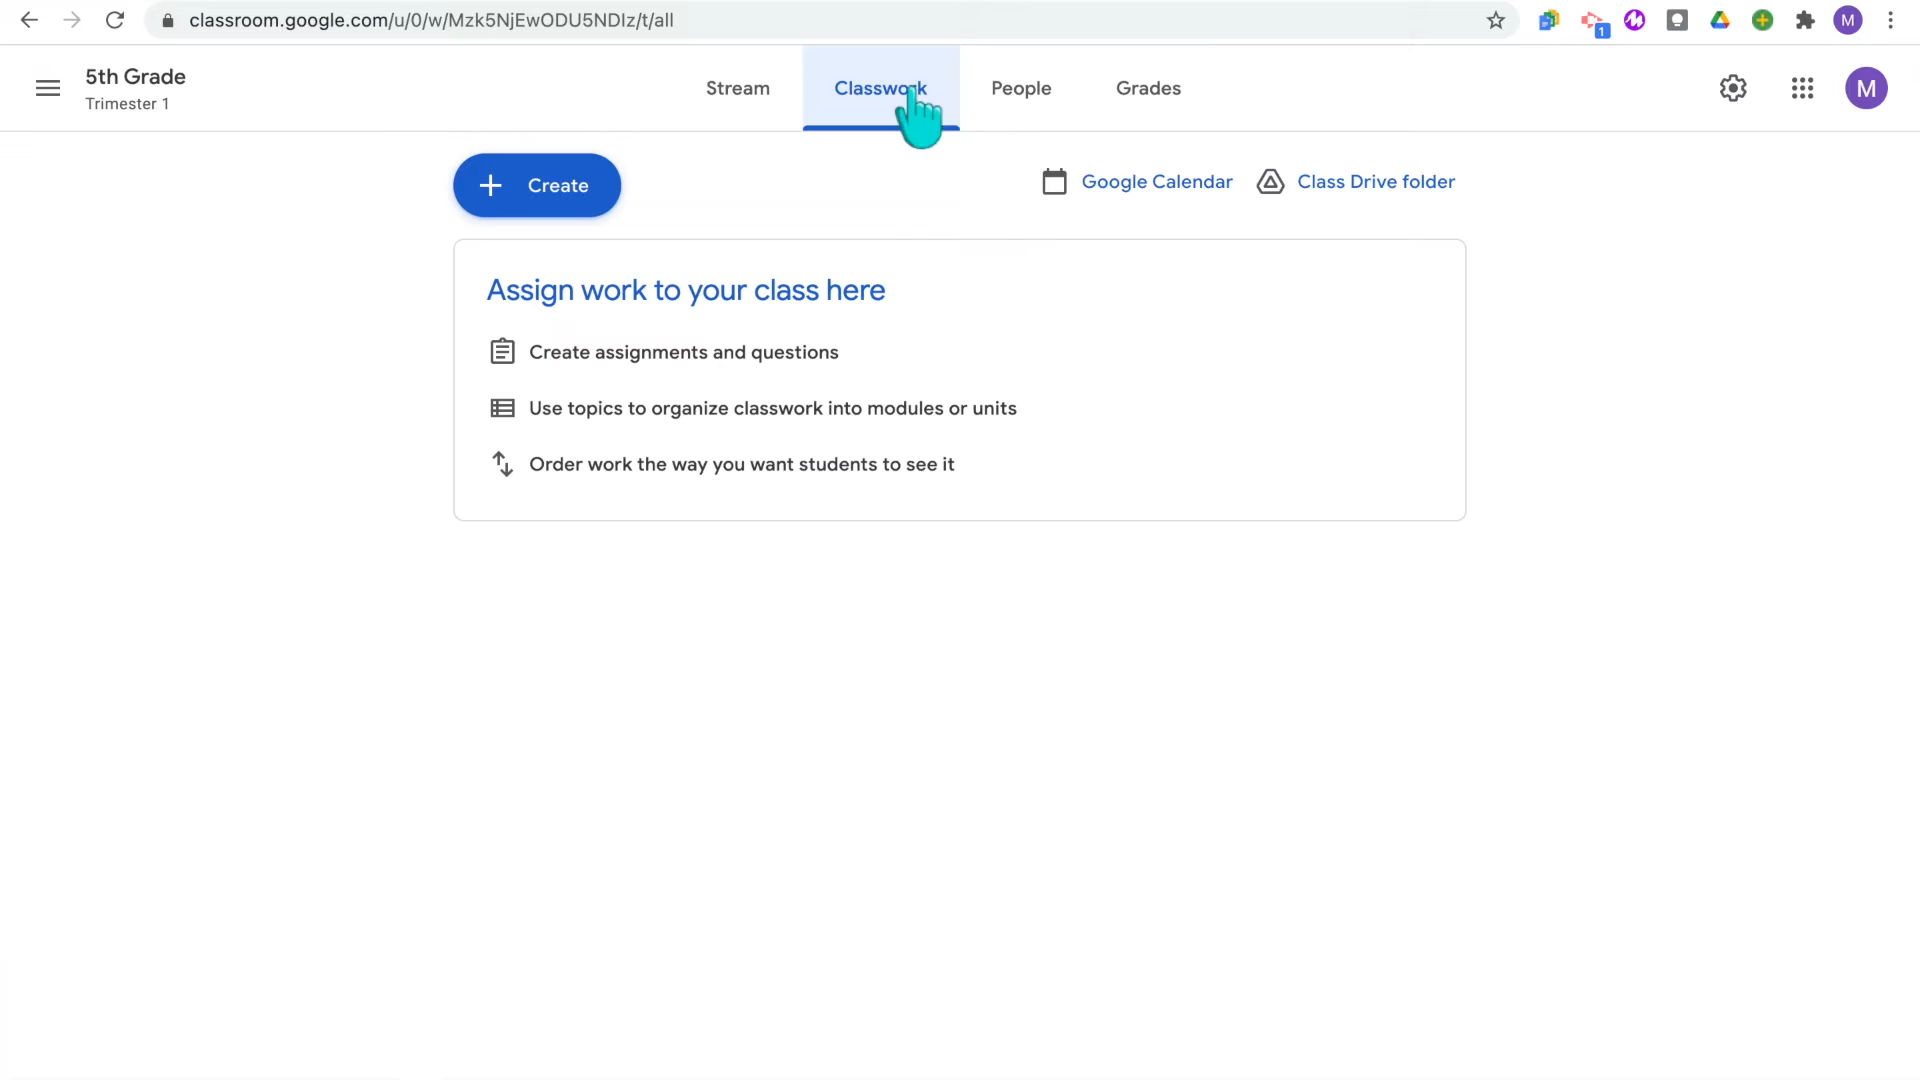 classroom.google.com/u/0/w/Mzk5NjEwODU5NDIz/t/all
1
M
5th Grade
Trimester 1
Stream
Classwork
People
Grades
M
Create
Google Calendar
Class Drive folder
Assign work to your class here
Create assignments and questions
Use topics to organize classwork into modules or units
Order work the way you want students to see it